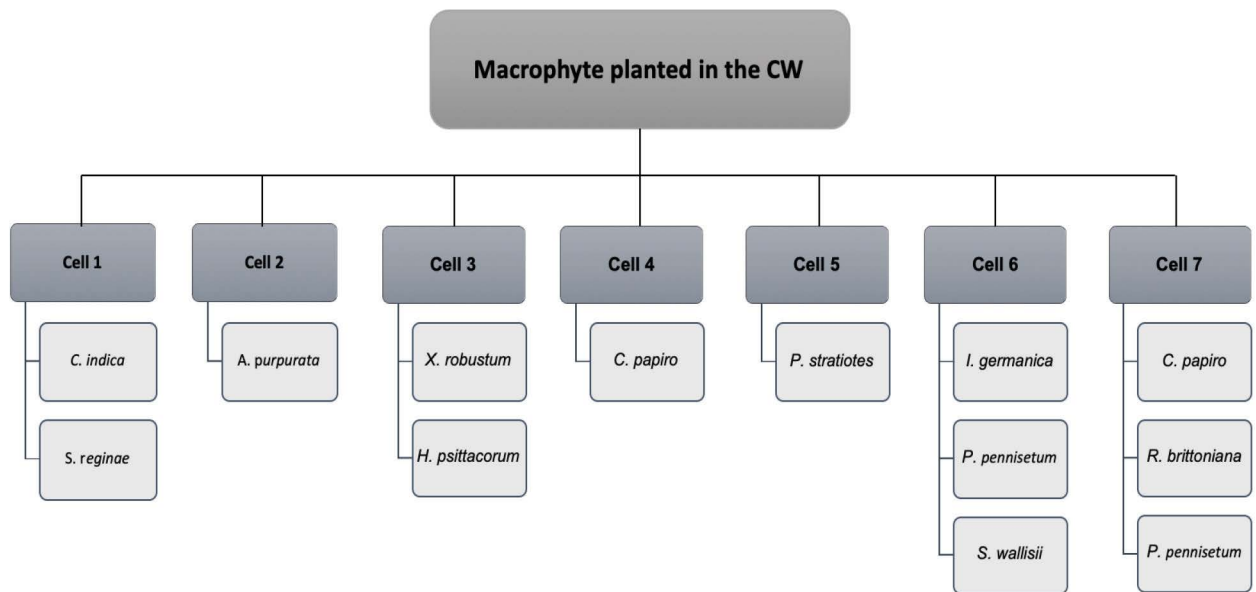 Macrophyte planted in the CW
Cell 1
Cell 2
Cell 3
Cell 4
Cell 5
Cell 6
Cell 7
C. indica
A. purpurata
X. robustum
C. papiro
P. stratiotes
I. germanica
C. papiro
S. reginae
H. psittacorum
P. pennisetum
R. brittoniana
S. wallisii
P. pennisetum